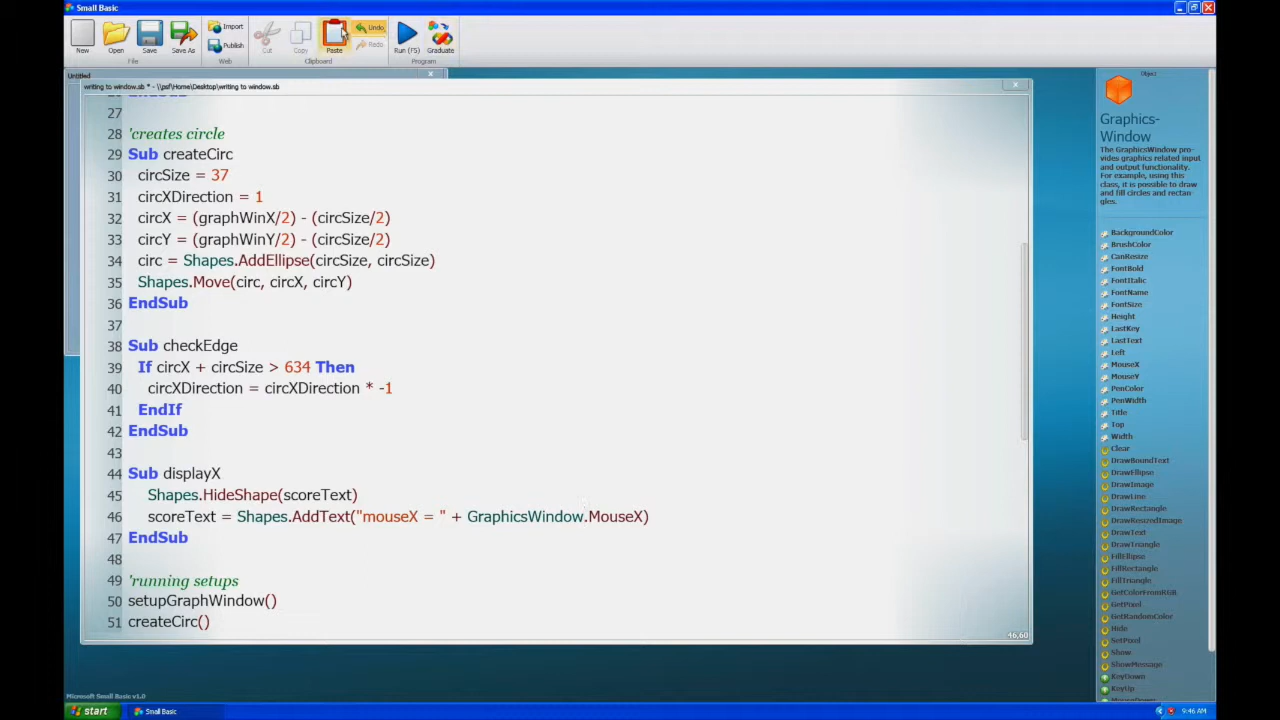 Small Basic
New
Open
Save
Save As
Import
Publish
Cut
Copy
Paste
Undo
Redo
Run (F5)
Graduate
File
Web
Clipboard
Program
Untitled
writing to window.sb * - \\psf\Home\Desktop\writing to window.sb
27
28 'creates circle
29 Sub createCirc
30 circSize = 37
31 circXDirection = 1
32 circX = (graphWinX/2) - (circSize/2)
33 circY = (graphWinY/2) - (circSize/2)
34 circ = Shapes.AddEllipse(circSize, circSize)
35 Shapes.Move(circ, circX, circY)
36 EndSub
37
38 Sub checkEdge
39 If circX + circSize > 634 Then
40 circXDirection = circXDirection * -1
41 EndIf
42 EndSub
43
44 Sub displayX
45 Shapes.HideShape(scoreText)
46 scoreText = Shapes.AddText("mouseX = " + GraphicsWindow.MouseX)
47 EndSub
48
49 'running setups
50 setupGraphWindow()
51 createCirc()
46,60
Object
Graphics-
Window
The GraphicsWindow pro-
vides graphics related input
and output functionality.
For example, using this
class, it is possible to draw
and fill circles and rectan-
gles.
BackgroundColor
BrushColor
CanResize
FontBold
FontItalic
FontName
FontSize
Height
LastKey
LastText
Left
MouseX
MouseY
PenColor
PenWidth
Title
Top
Width
Clear
DrawBoundText
DrawEllipse
DrawImage
DrawLine
DrawRectangle
DrawResizedImage
DrawText
DrawTriangle
FillEllipse
FillRectangle
FillTriangle
GetColorFromRGB
GetPixel
GetRandomColor
Hide
SetPixel
Show
ShowMessage
KeyDown
KeyUp
Microsoft Small Basic v1.0
start
Small Basic
9:46 AM